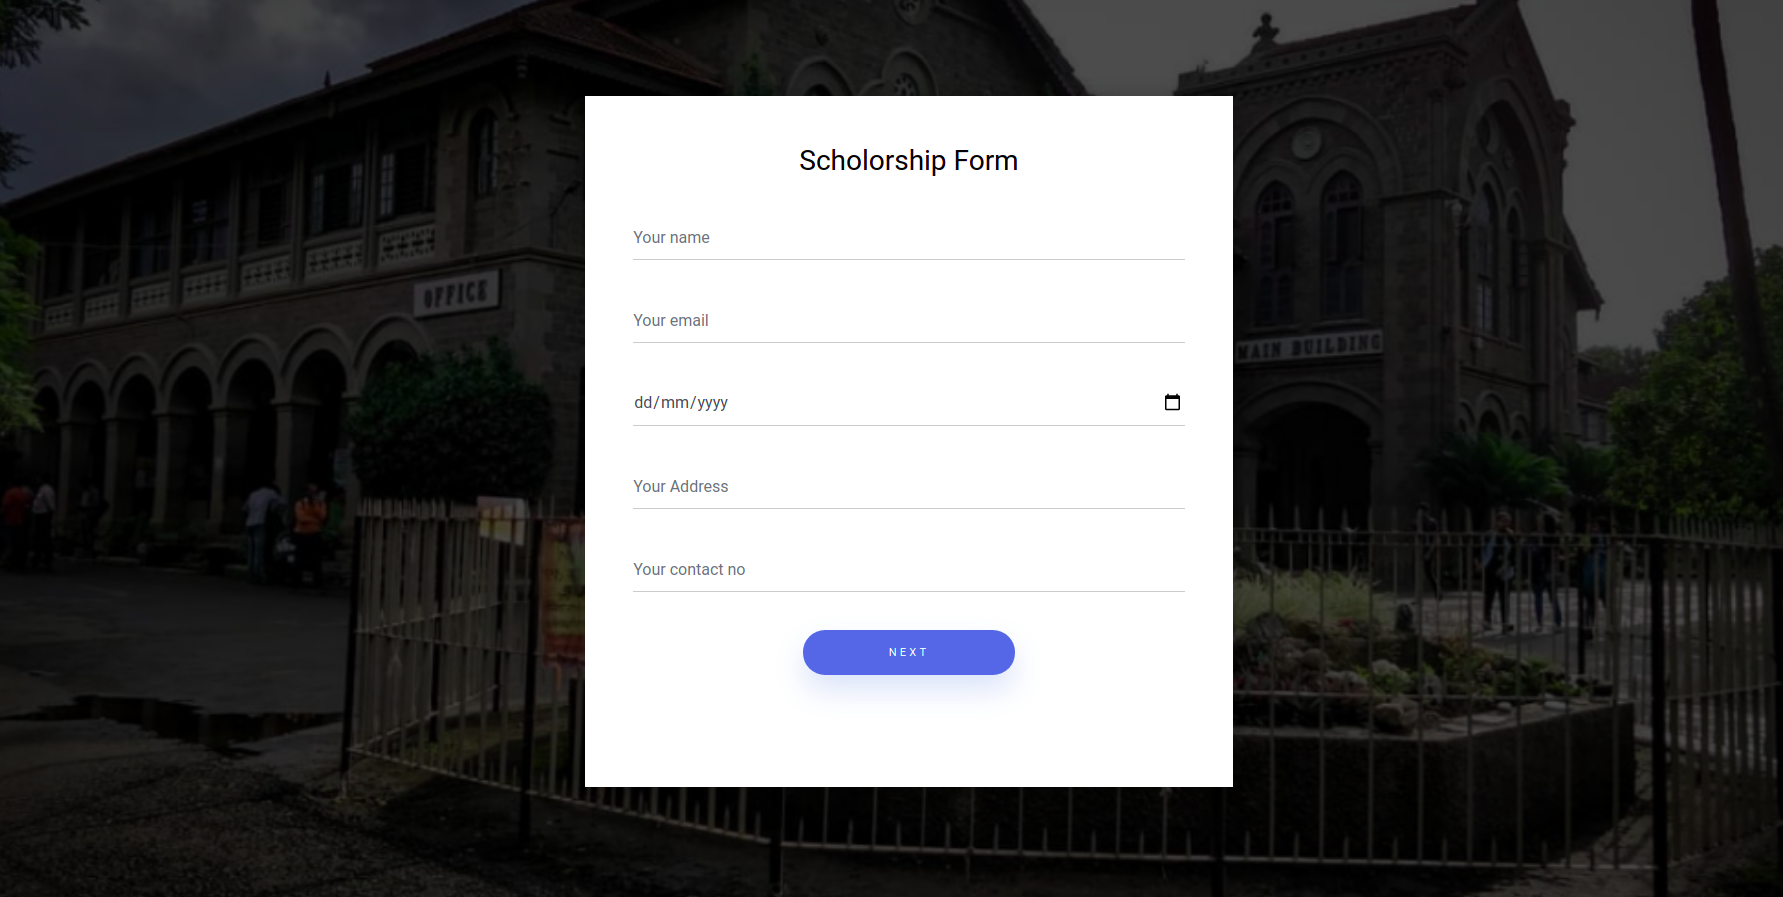 Scholorship Form
Your name
Your email
dd/mm/yyyy
Your Address
Your contact no
NEXT
OFFICE
MAIN BUILDING